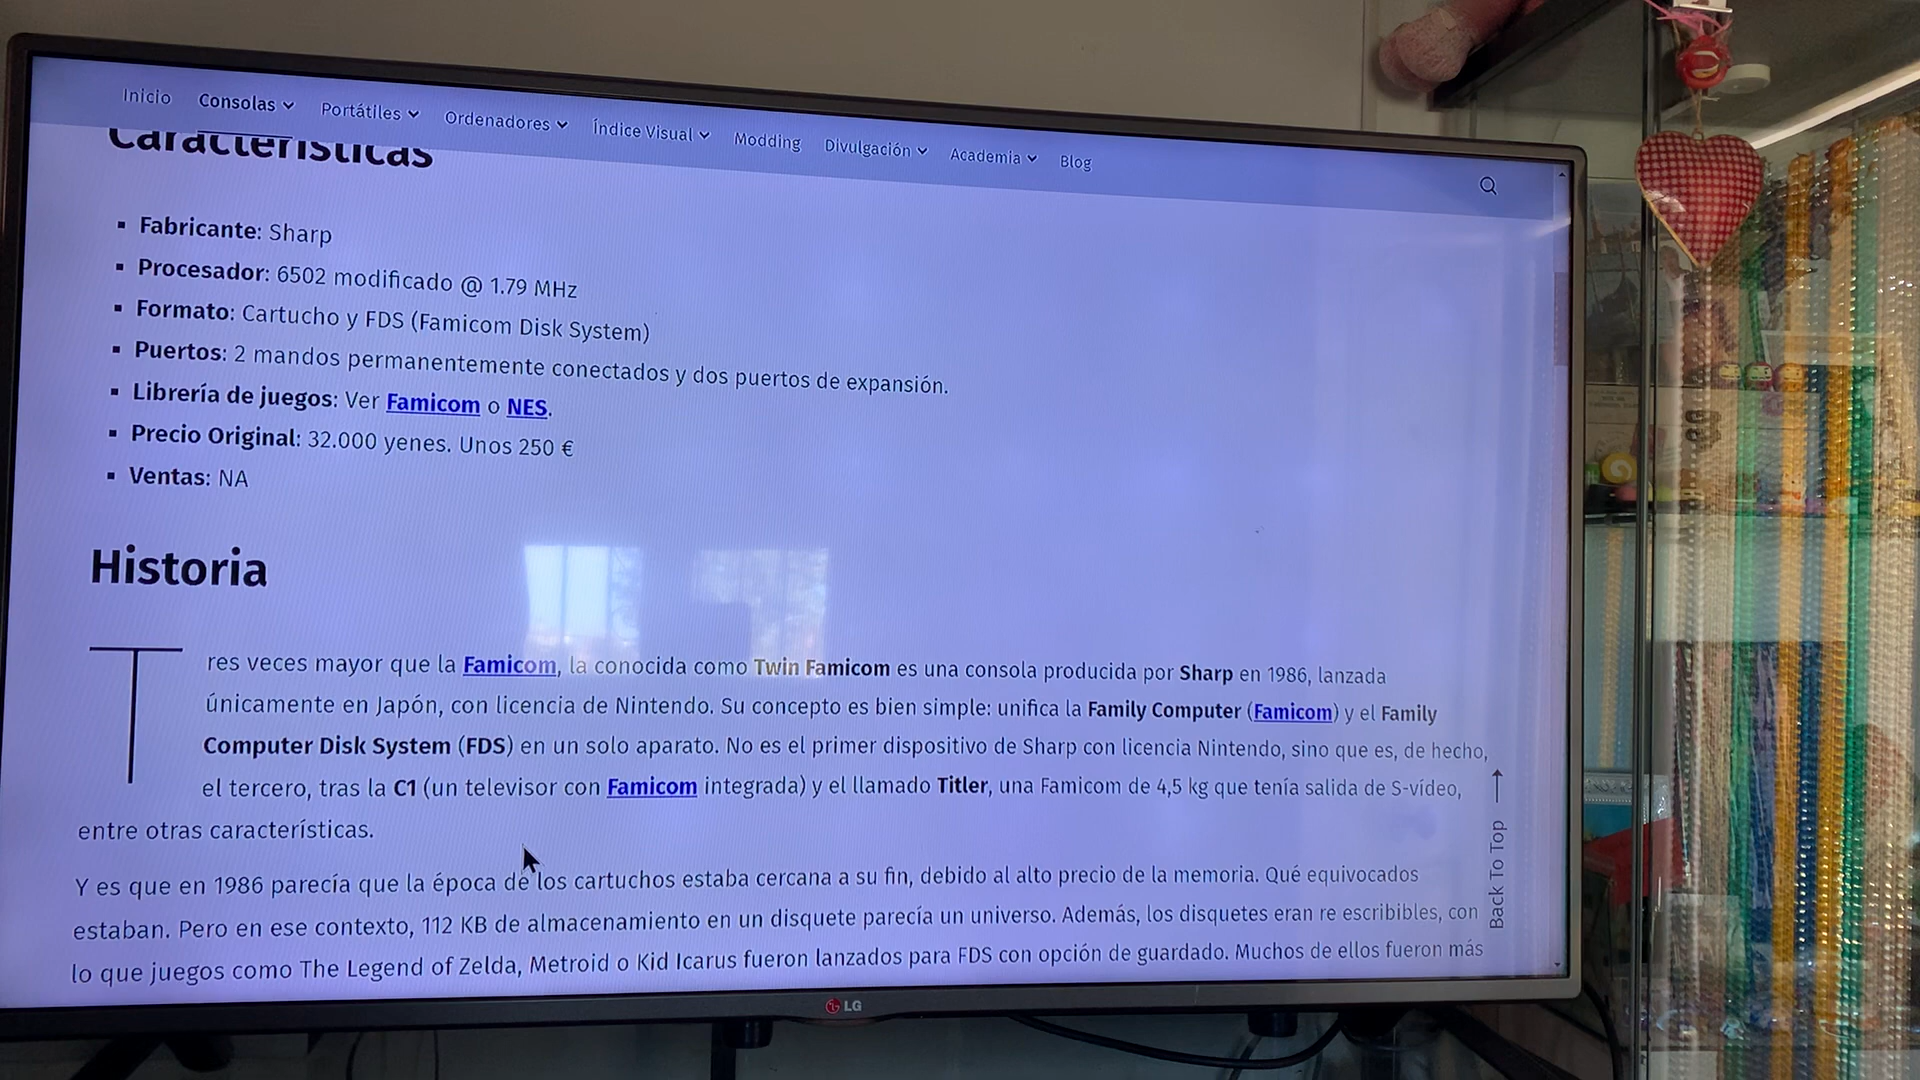 Inicio Consolas Portátiles Ordenadores Índice Visual Modding Divulgación Academia Blog
Características
Fabricante: Sharp
Procesador: 6502 modificado @ 1.79 MHz
Formato: Cartucho y FDS (Famicom Disk System)
Puertos: 2 mandos permanentemente conectados y dos puertos de expansión.
Librería de juegos: Ver Famicom o NES.
Precio Original: 32.000 yenes. Unos 250 €
Ventas: NA
Historia
Tres veces mayor que la Famicom, la conocida como Twin Famicom es una consola producida por Sharp en 1986, lanzada
únicamente en Japón, con licencia de Nintendo. Su concepto es bien simple: unifica la Family Computer (Famicom) y el Family
Computer Disk System (FDS) en un solo aparato. No es el primer dispositivo de Sharp con licencia Nintendo, sino que es, de hecho,
el tercero, tras la C1 (un televisor con Famicom integrada) y el llamado Titler, una Famicom de 4,5 kg que tenía salida de S-vídeo,
entre otras características.
Y es que en 1986 parecía que la época de los cartuchos estaba cercana a su fin, debido al alto precio de la memoria. Qué equivocados
estaban. Pero en ese contexto, 112 KB de almacenamiento en un disquete parecía un universo. Además, los disquetes eran re escribibles, con
lo que juegos como The Legend of Zelda, Metroid o Kid Icarus fueron lanzados para FDS con opción de guardado. Muchos de ellos fueron más
Back To Top
LG